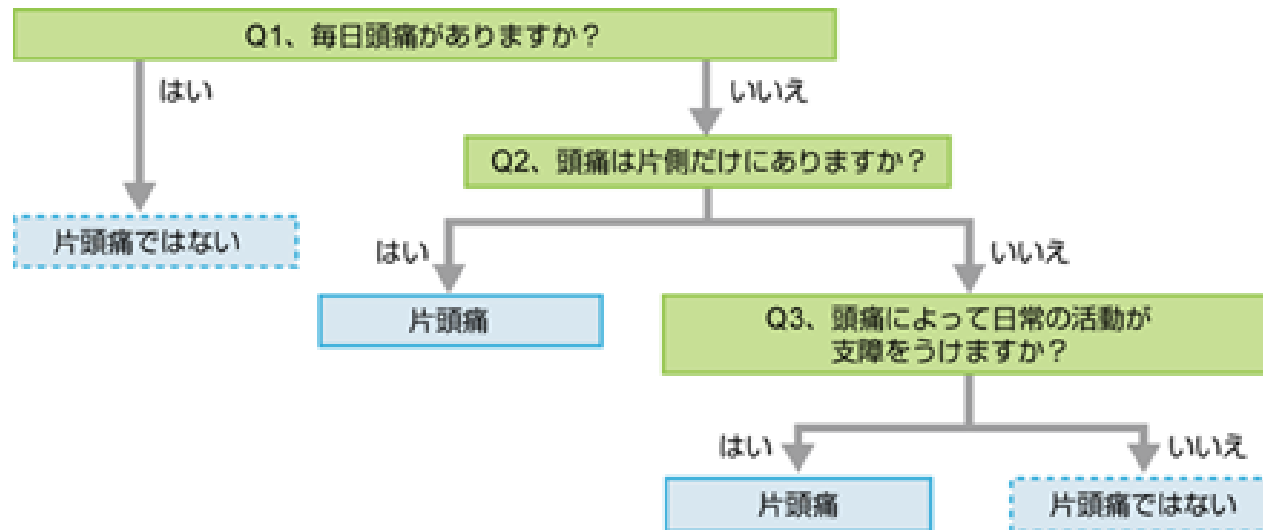 Q1、毎日頭痛がありますか？
はい
いいえ
Q2、頭痛は片側だけにありますか？
片頭痛ではない
はい
いいえ
片頭痛
Q3、頭痛によって日常の活動が
支障をうけますか？
はい
いいえ
片頭痛
片頭痛ではない